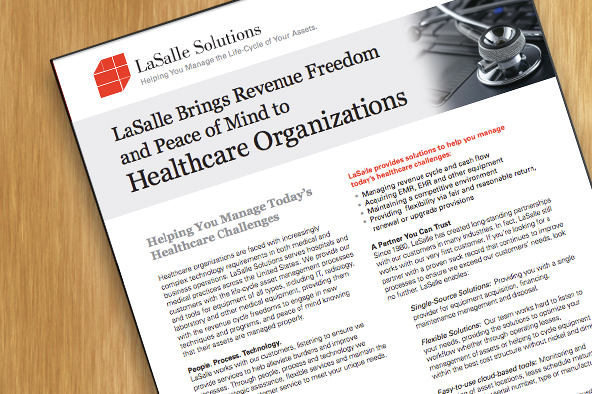 LaSalle Solutions
Helping You Manage the Life-Cycle of Your Assets.
LaSalle Brings Revenue Freedom
and Peace of Mind to
Healthcare Organizations
Helping You Manage Today's
Healthcare Challenges
Healthcare organizations are faced with increasingly
complex technology requirements in both medical and
business operations. LaSalle Solutions serves hospitals and
medical practices across the United States. We provide our
customers with the life-cycle asset management processes
and tools for equipment of all types, including IT, radiology,
laboratory and other medical equipment, providing them
with the revenue cycle freedoms to engage in new
techniques and programs, and peace of mind knowing
that their assets are managed properly.
People. Process. Technology.
LaSalle works with our customers, listening to ensure we
provide services to help alleviate burdens and improve
processes. Through people, process and technology we
assistance, flexible services and maintain the
service to meet your unique needs,
LaSalle provides solutions to help you manage
today's healthcare challenges:
• Managing revenue cycle and cash flow
• Acquiring EMR, EHR and other equipment
• Maintaining a competitive environment
• Providing flexibility via fair and reasonable return,
renewal or upgrade provisions
A Partner You Can Trust
Since 1980, LaSalle has created long-standing partnerships
with our customers in many industries. In fact, LaSalle still
works with our very first customer. If you're looking for a
partner with a proven track record that continues to improve
processes to ensure we exceed our customers' needs, look
no further. LaSalle enables:
Single-Source Solutions: Providing you with a single
provider for equipment acquisition, financing,
maintenance management and disposal.
Flexible Solutions: Our team works hard to listen to
your needs, providing the solutions to optimize your
workflow whether through operating leases,
management of assets or helping to cycle equipment
within the best cost structure without nickel and
Easy-to-use cloud-based tools: Monitoring and
of asset locations, lease schedule
serial number, type or